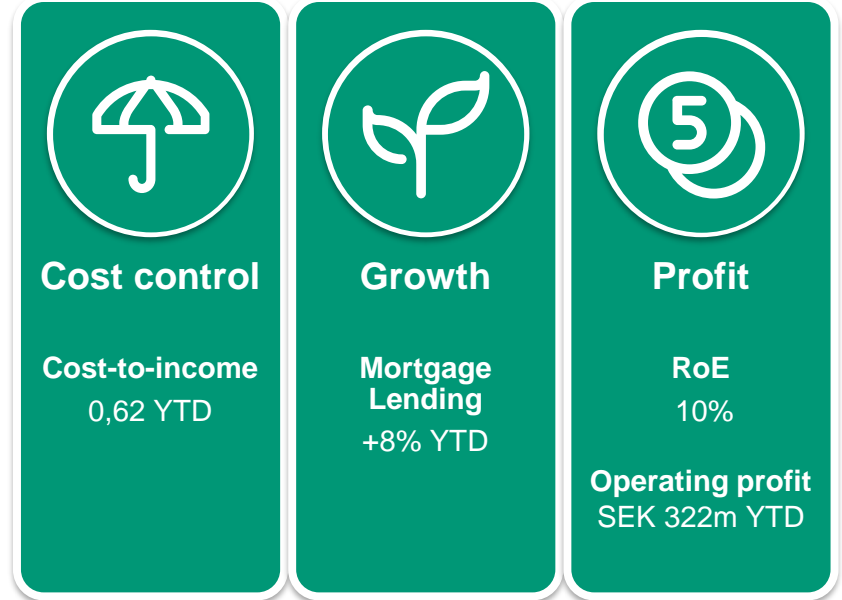 5
Cost control
Cost-to-income
0,62 YTD
Growth
Mortgage
Lending
+8% YTD
Profit
RoE
10%
Operating profit
SEK 322m YTD